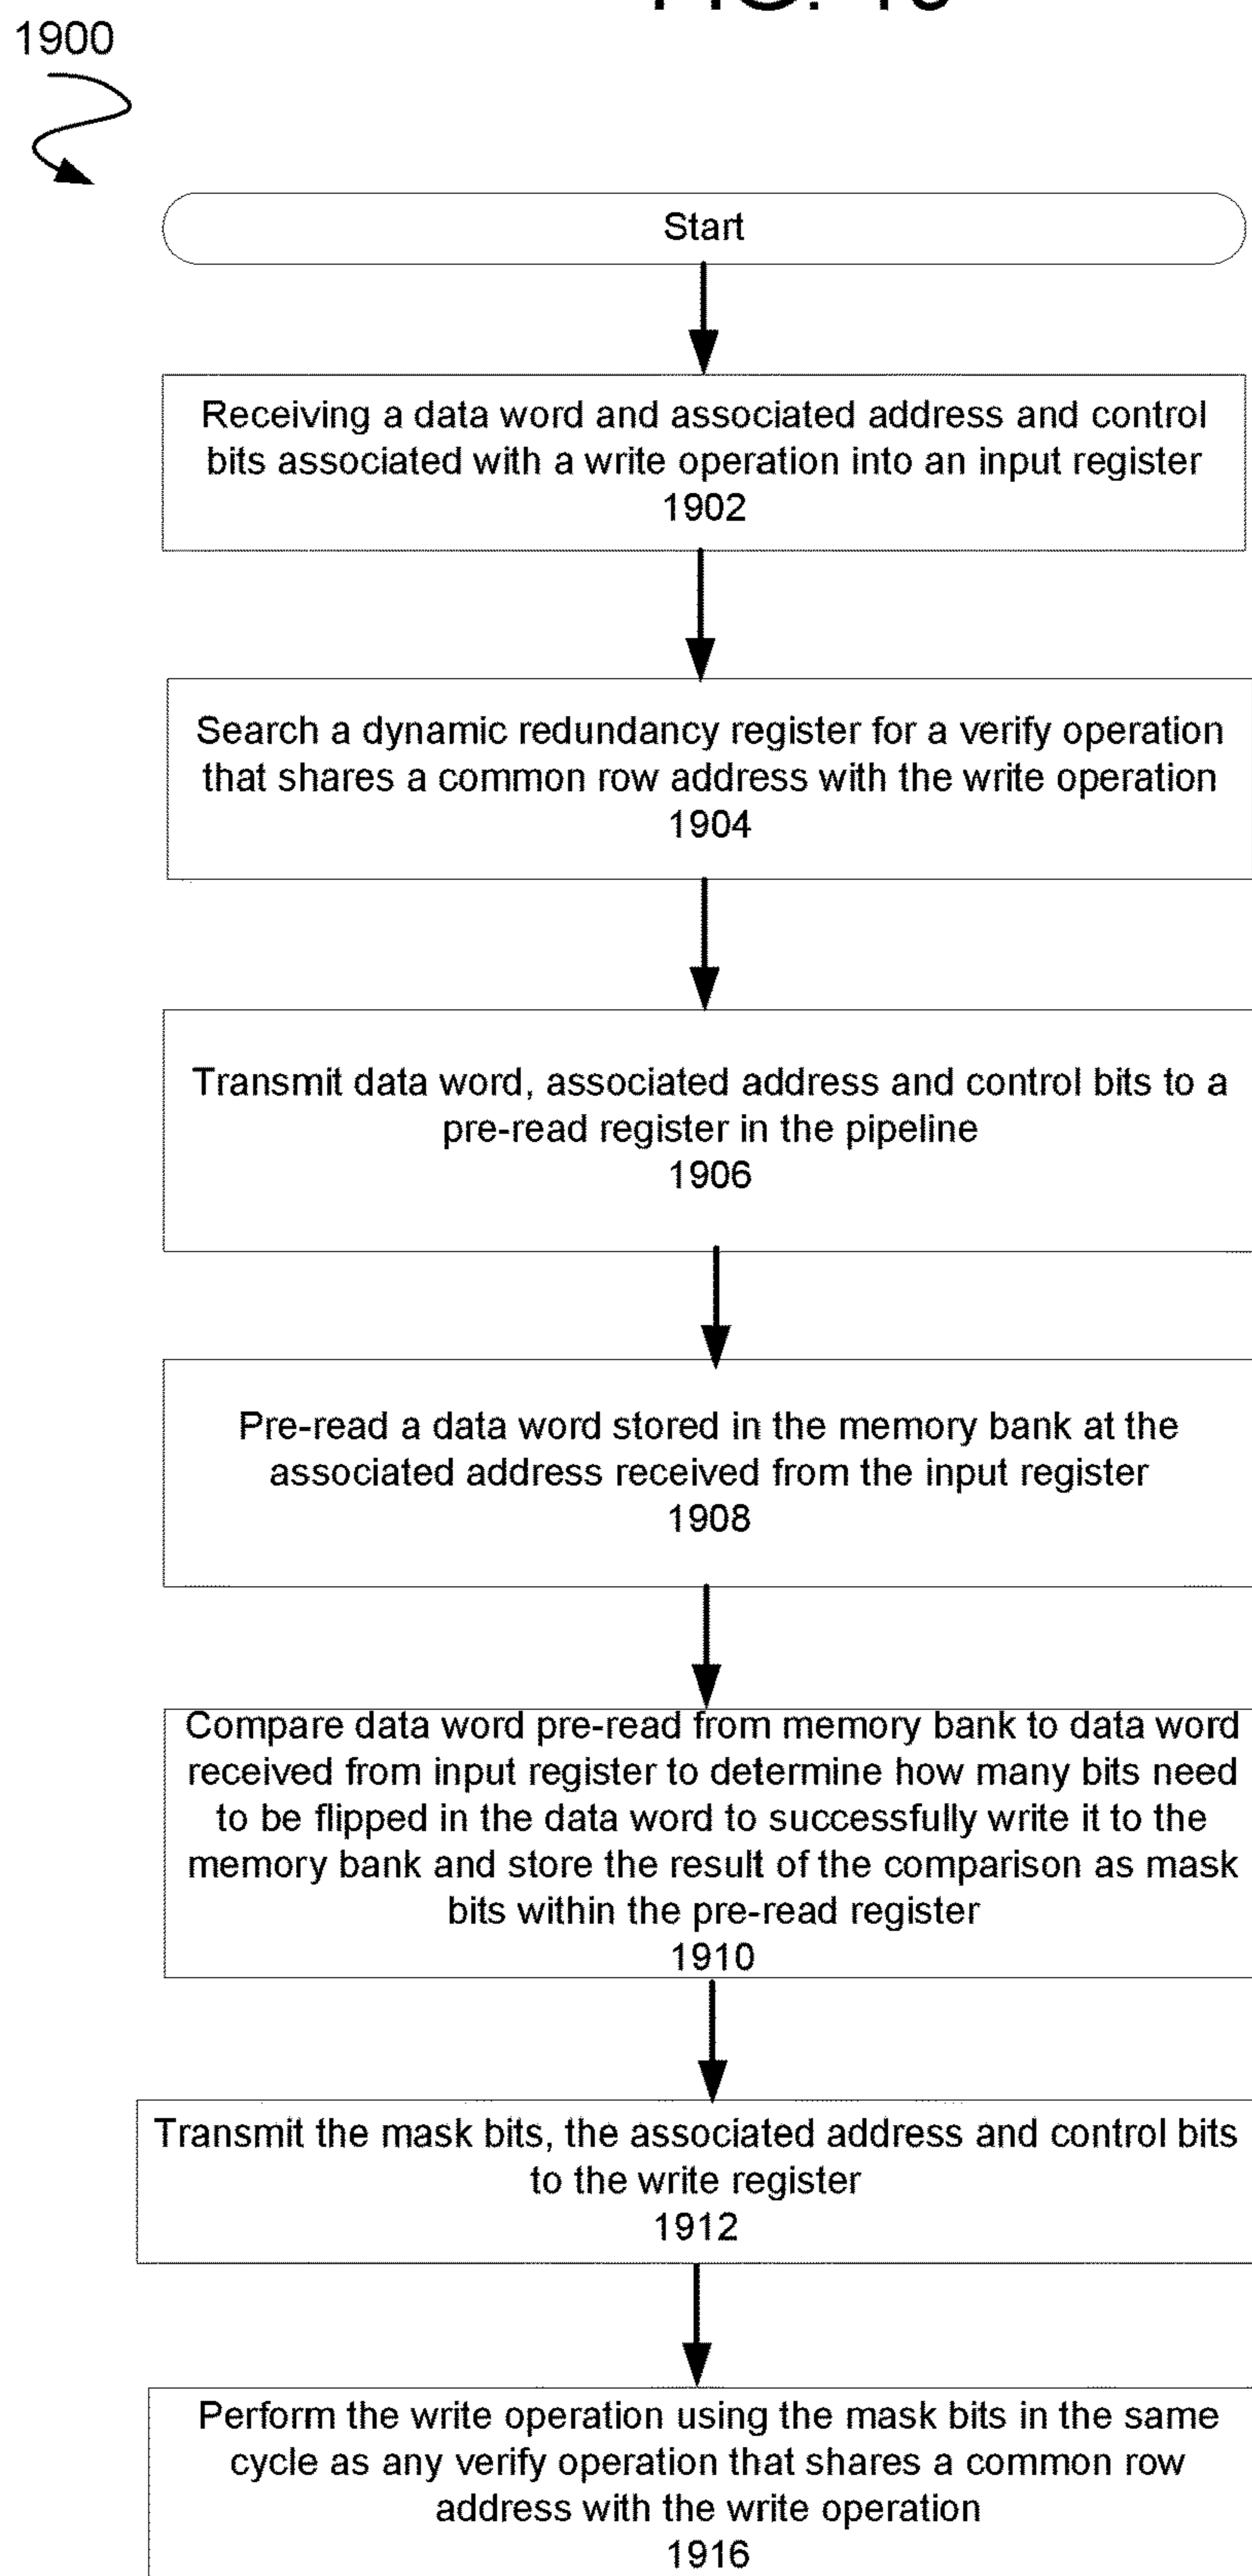 1900
Start
Receiving a data word and associated address and control
bits associated with a write operation into an input register
1902
Search a dynamic redundancy register for a verify operation
that shares a common row address with the write operation
1904
Transmit data word, associated address and control bits to a
pre-read register in the pipeline
1906
Pre-read a data word stored in the memory bank at the
associated address received from the input register
1908
Compare data word pre-read from memory bank to data word
received from input register to determine how many bits need
to be flipped in the data word to successfully write it to the
memory bank and store the result of the comparison as mask
bits within the pre-read register
1910
Transmit the mask bits, the associated address and control bits
to the write register
1912
Perform the write operation using the mask bits in the same
cycle as any verify operation that shares a common row
address with the write operation
1916